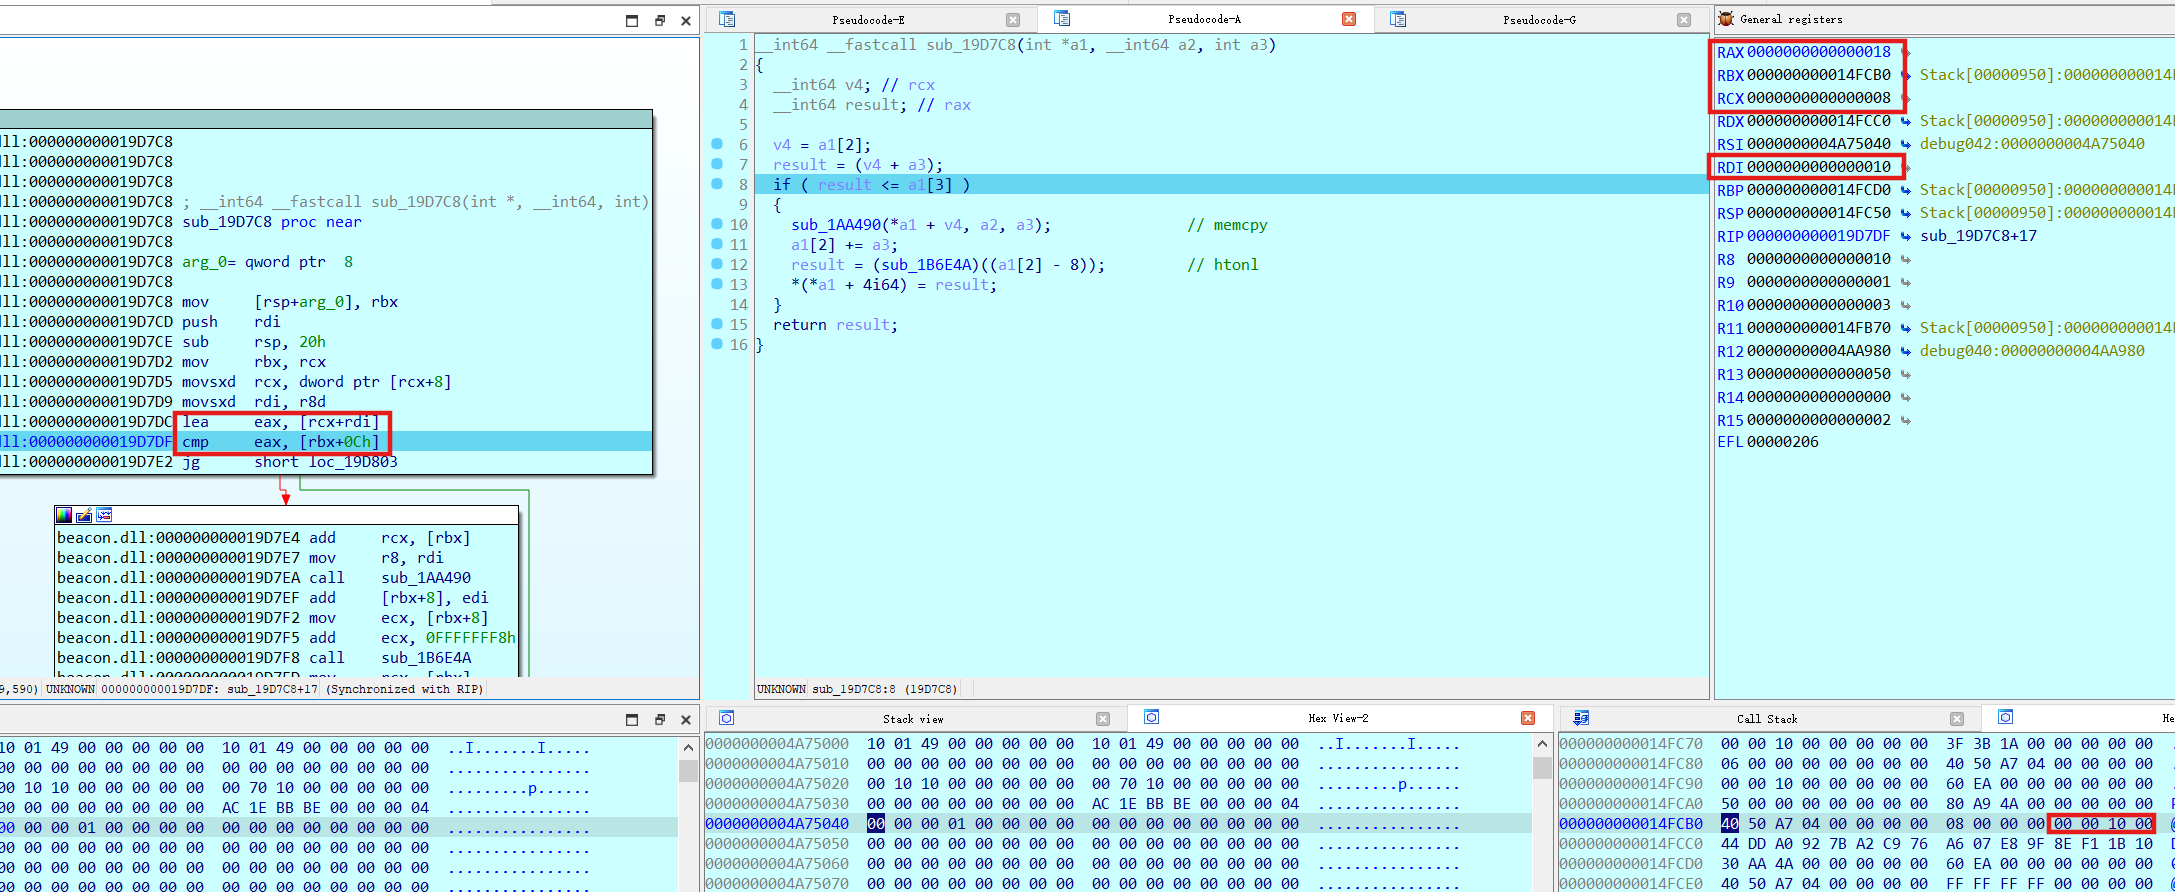 Pseudocode-E
Pseudocode-A
Pseudocode-G
General registers
dll:000000000019D7C8
dll:000000000019D7C8
dll:000000000019D7C8
dll:000000000019D7C8 ; __int64 __fastcall sub_19D7C8(int *, __int64, int)
dll:000000000019D7C8 sub_19D7C8 proc near
dll:000000000019D7C8
dll:000000000019D7C8 arg_0= qword ptr  8
dll:000000000019D7C8
dll:000000000019D7C8 mov     [rsp+arg_0], rbx
dll:000000000019D7CD push    rdi
dll:000000000019D7CE sub     rsp, 20h
dll:000000000019D7D2 mov     rbx, rcx
dll:000000000019D7D5 movsxd  rcx, dword ptr [rcx+8]
dll:000000000019D7D9 movsxd  rdi, r8d
dll:000000000019D7DC lea     eax, [rcx+rdi]
dll:000000000019D7DF cmp     eax, [rbx+0Ch]
dll:000000000019D7E2 jg      short loc_19D803
beacon.dll:000000000019D7E4 add     rcx, [rbx]
beacon.dll:000000000019D7E7 mov     r8, rdi
beacon.dll:000000000019D7EA call    sub_1AA490
beacon.dll:000000000019D7EF add     [rbx+8], edi
beacon.dll:000000000019D7F2 mov     ecx, [rbx+8]
beacon.dll:000000000019D7F5 add     ecx, 0FFFFFFF8h
beacon.dll:000000000019D7F8 call    sub_1B6E4A
9,590) UNKNOWN 000000000019D7DF: sub_19D7C8+17 (Synchronized with RIP)
1 __int64 __fastcall sub_19D7C8(int *a1, __int64 a2, int a3)
2 {
3   __int64 v4; // rcx
4   __int64 result; // rax
5
6   v4 = a1[2];
7   result = (v4 + a3);
8   if ( result <= a1[3] )
9   {
10     sub_1AA490(*a1 + v4, a2, a3);               // memcpy
11     a1[2] += a3;
12     result = (sub_1B6E4A)((a1[2] - 8));         // htonl
13     *(*a1 + 4i64) = result;
14   }
15   return result;
16 }
UNKNOWN sub_19D7C8:8 (19D7C8)
RAX 0000000000000018
RBX 000000000014FCB0 Stack[00000950]:000000000014F
RCX 0000000000000008
RDX 000000000014FCC0 Stack[00000950]:000000000014F
RSI 0000000004A75040 debug042:0000000004A75040
RDI 0000000000000010
RBP 000000000014FCD0 Stack[00000950]:000000000014F
RSP 000000000014FC50 Stack[00000950]:000000000014F
RIP 000000000019D7DF sub_19D7C8+17
R8  0000000000000010
R9  0000000000000001
R10 0000000000000003
R11 000000000014FB70 Stack[00000950]:000000000014F
R12 00000000004AA980 debug040:00000000004AA980
R13 0000000000000050
R14 0000000000000000
R15 0000000000000002
EFL 00000206
10 01 49 00 00 00 00 00  10 01 49 00 00 00 00 00  ..I.......I.....
00 00 00 00 00 00 00 00  00 00 00 00 00 00 00 00  ................
00 10 10 00 00 00 00 00  00 70 10 00 00 00 00 00  .........p......
00 00 00 00 00 00 00 00  AC 1E BB BE 00 00 00 04  ................
00 00 00 01 00 00 00 00  00 00 00 00 00 00 00 00  ................
00 00 00 00 00 00 00 00  00 00 00 00 00 00 00 00  ................
00 00 00 00 00 00 00 00  00 00 00 00 00 00 00 00  ................
00 00 00 00 00 00 00 00  00 00 00 00 00 00 00 00  ................
Stack view
Hex View-2
0000000004A75000  10 01 49 00 00 00 00 00  10 01 49 00 00 00 00 00  ..I.......I.....
0000000004A75010  00 00 00 00 00 00 00 00  00 00 00 00 00 00 00 00  ................
0000000004A75020  00 10 10 00 00 00 00 00  00 70 10 00 00 00 00 00  .........p......
0000000004A75030  00 00 00 00 00 00 00 00  AC 1E BB BE 00 00 00 04  ................
0000000004A75040  00 00 00 01 00 00 00 00  00 00 00 00 00 00 00 00  ................
0000000004A75050  00 00 00 00 00 00 00 00  00 00 00 00 00 00 00 00  ................
0000000004A75060  00 00 00 00 00 00 00 00  00 00 00 00 00 00 00 00  ................
0000000004A75070  00 00 00 00 00 00 00 00  00 00 00 00 00 00 00 00  ................
Call Stack
He
000000000014FC70  00 00 10 00 00 00 00 00  3F 3B 1A 00 00 00 00 00
000000000014FC80  06 00 00 00 00 00 00 00  40 50 A7 04 00 00 00 00
000000000014FC90  00 00 10 00 00 00 00 00  60 EA 00 00 00 00 00 00
000000000014FCA0  50 00 00 00 00 00 00 00  80 A9 4A 00 00 00 00 00
000000000014FCB0  40 50 A7 04 00 00 00 00  08 00 00 00 00 00 10 00
000000000014FCC0  44 DD A0 92 7B A2 C9 76  A6 07 E8 9F 8E F1 1B 10
000000000014FCD0  30 AA 4A 00 00 00 00 00  60 EA 00 00 00 00 00 00
000000000014FCE0  40 50 A7 04 00 00 00 00  FF FF FF FF 00 00 00 00